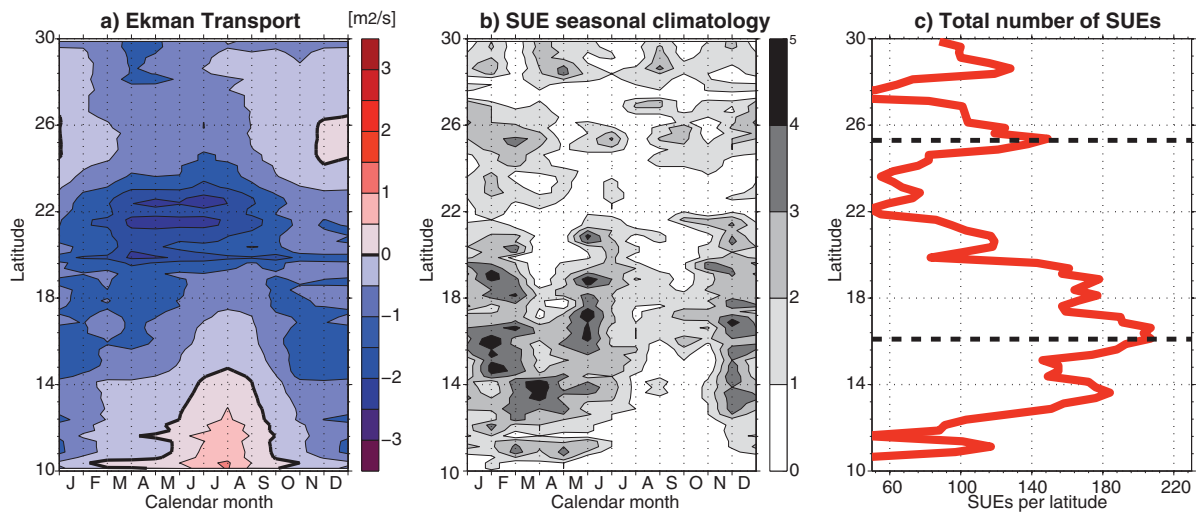 a) Ekman Transport
[m2/s]
b) SUE seasonal climatology
c) Total number of SUEs
30
26
22
18
14
10
Latitude
J F M A M J J A S O N D
Calendar month
3
2
1
0
−1
−2
−3
30
26
22
18
14
10
Latitude
J F M A M J J A S O N D
Calendar month
5
4
3
2
1
0
30
26
22
18
14
10
Latitude
60 100 140 180 220
SUEs per latitude